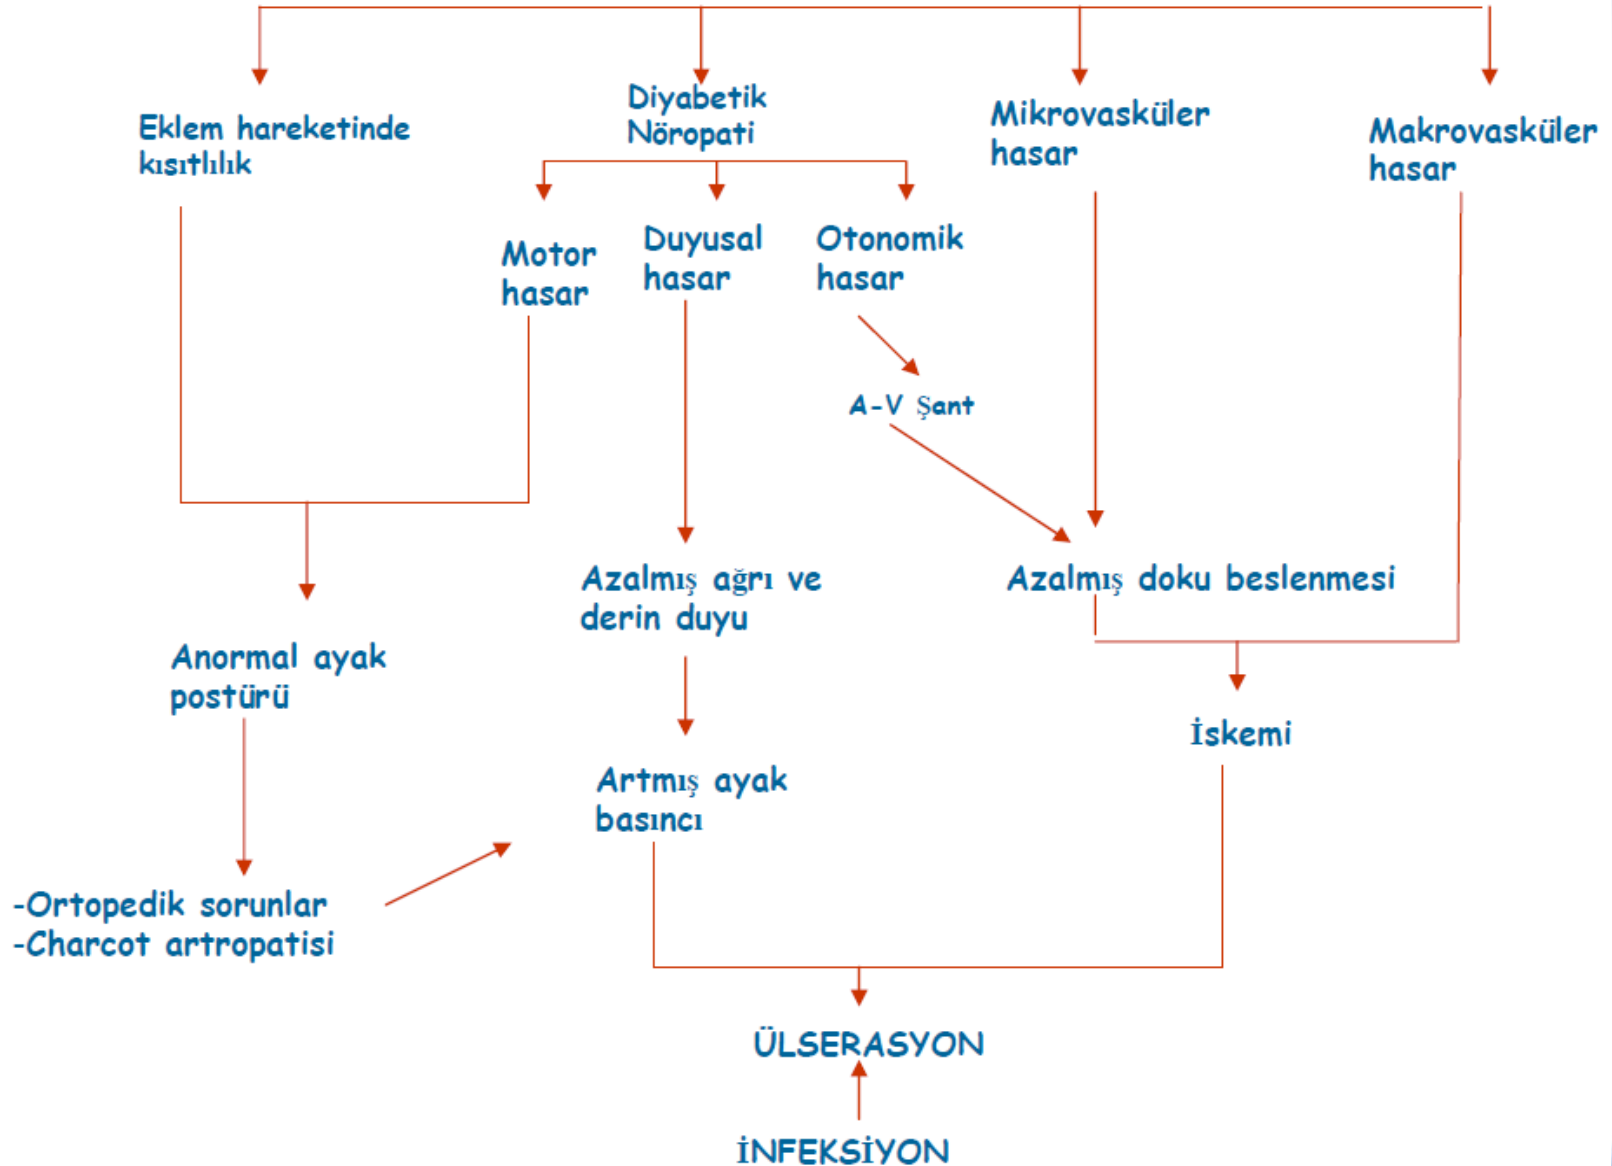 Eklem hareketinde
kısıtlılık
Diyabetik
Nöropati
Mikrovasküler
hasar
Makrovasküler
hasar
Motor
hasar
Duyusal
hasar
Otonomik
hasar
A-V Şant
Azalmış ağrı ve
derin duyu
Azalmış doku beslenmesi
Anormal ayak
postürü
İskemi
Artmış ayak
basıncı
-Ortopedik sorunlar
-Charcot artropatisi
ÜLSERASYON
İNFEKSİYON